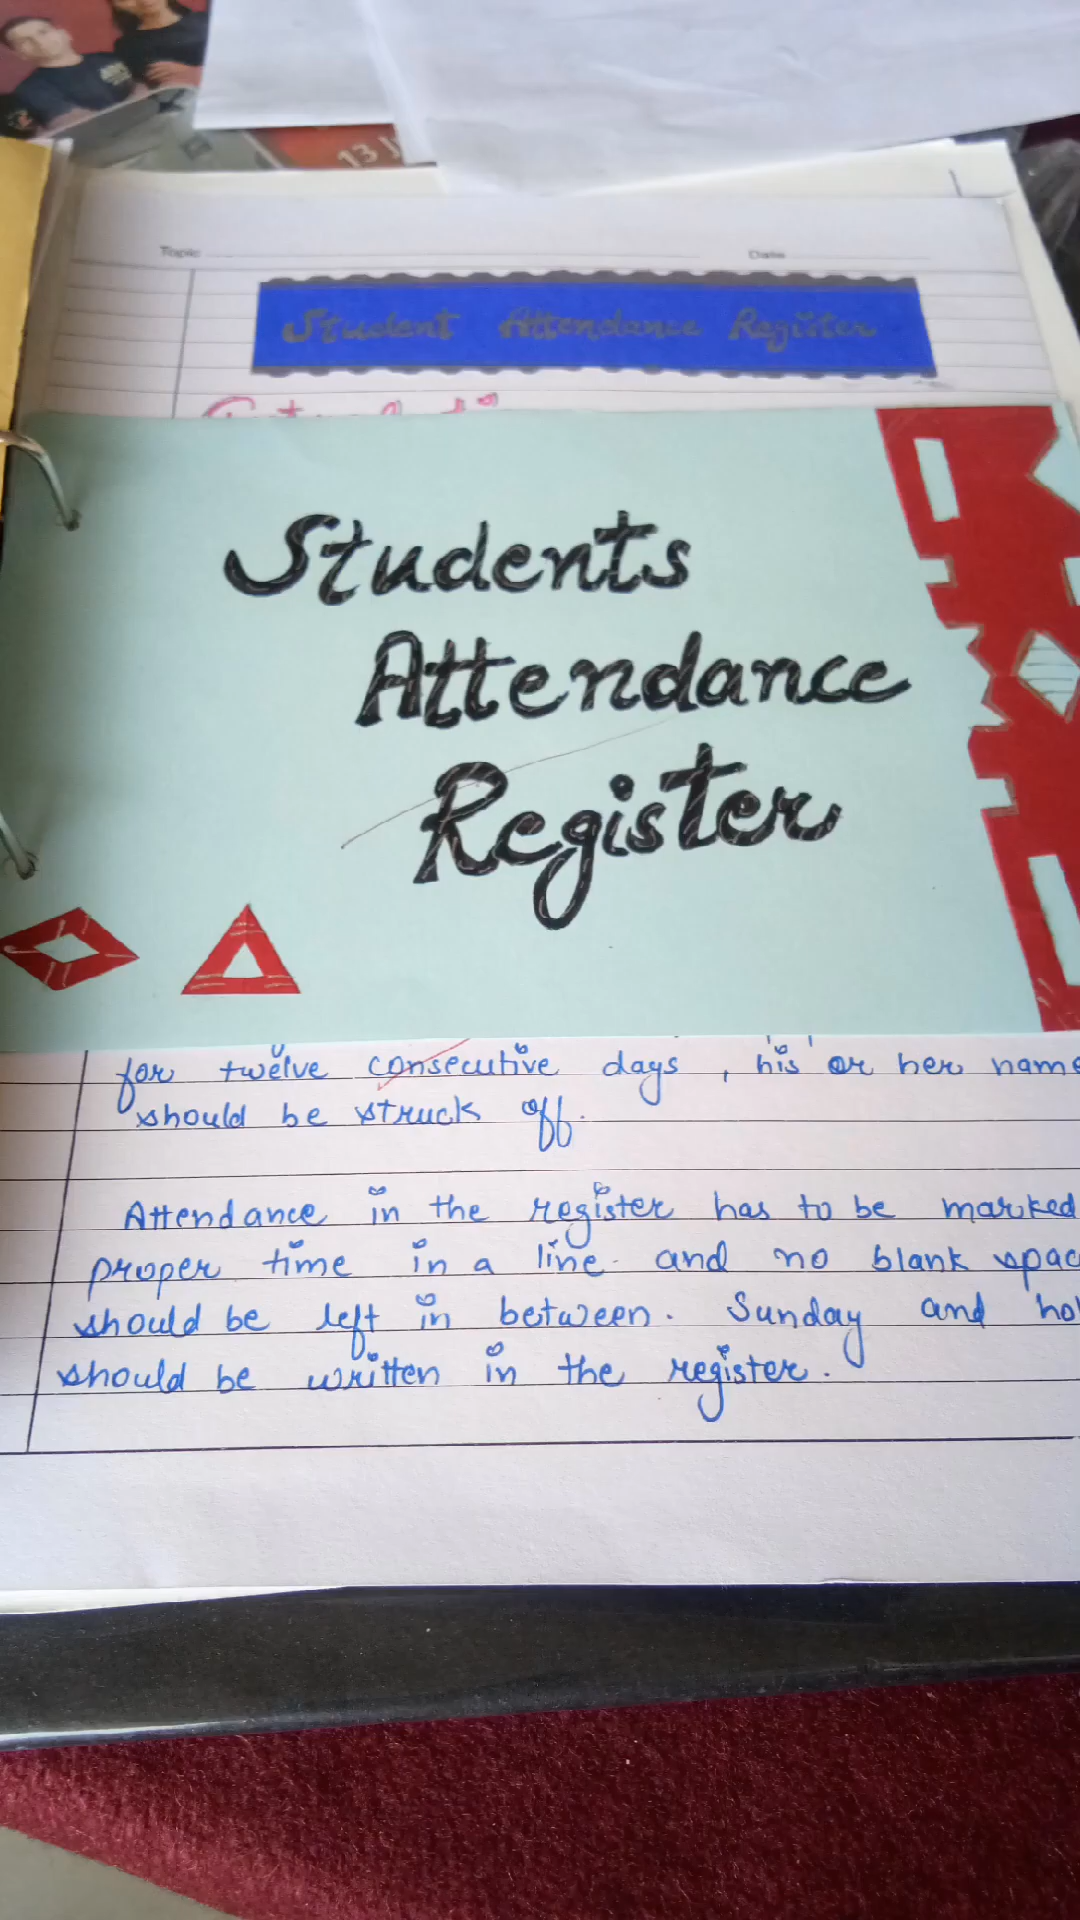 13 J
Topic
Date
Student Attendance Register
Students
Attendance
Register
for twelve consecutive days, his or her name
should be struck off.
Attendance in the register has to be marked
proper time in a line. and no blank spac
should be left in between. Sunday and hol
should be written in the register.